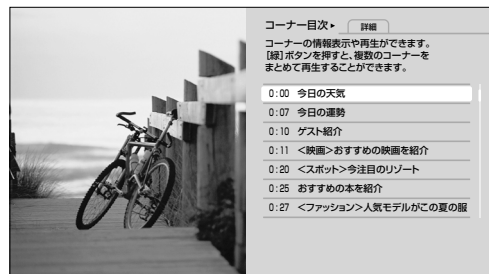 コーナー目次▸ 詳細
コーナーの情報表示や再生ができます。
[緑]ボタンを押すと、複数のコーナーを
まとめて再生することができます。
0:00 今日の天気
0:07 今日の運勢
0:10 ゲスト紹介
0:11 <映画>おすすめの映画を紹介
0:20 <スポット>今注目のリゾート
0:25 おすすめの本を紹介
0:27 <ファッション>人気モデルがこの夏の服